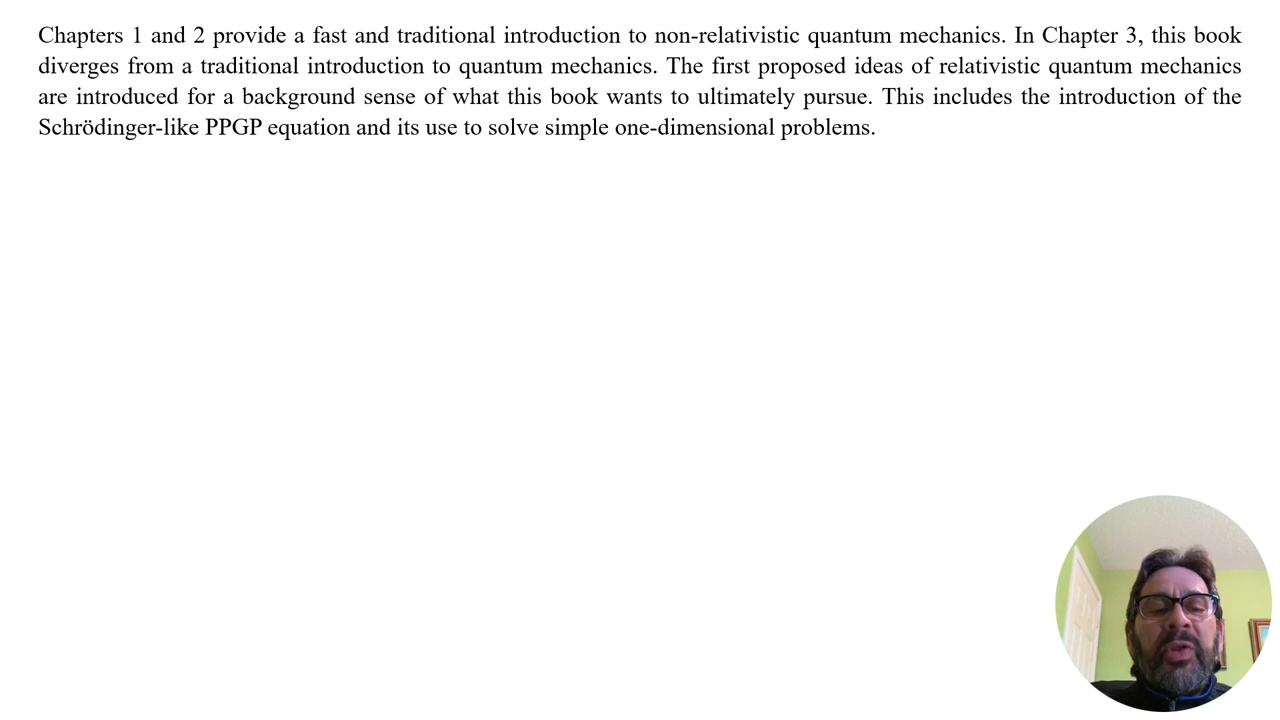 Chapters 1 and 2 provide a fast and traditional introduction to non-relativistic quantum mechanics. In Chapter 3, this book
diverges from a traditional introduction to quantum mechanics. The first proposed ideas of relativistic quantum mechanics
are introduced for a background sense of what this book wants to ultimately pursue. This includes the introduction of the
Schrödinger-like PPGP equation and its use to solve simple one-dimensional problems.